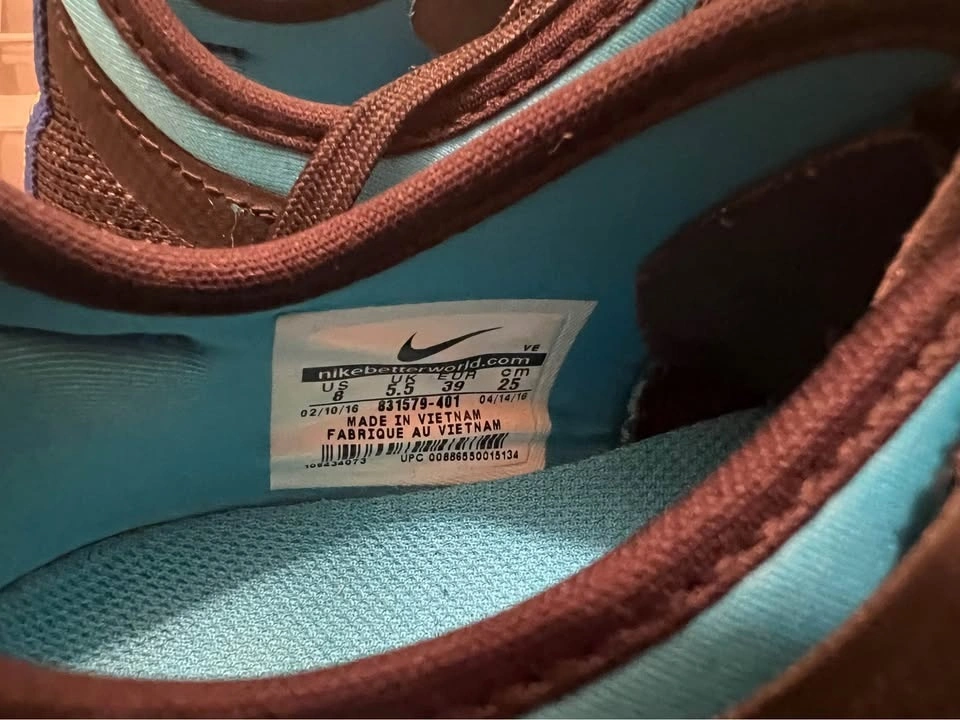 VE
nikebetterworld.com
US UK EUR cm
8 5.5 39 25
02/10/16 831579-401 04/14/16
MADE IN VIETNAM
FABRIQUE AU VIETNAM
UPC 00886550015134